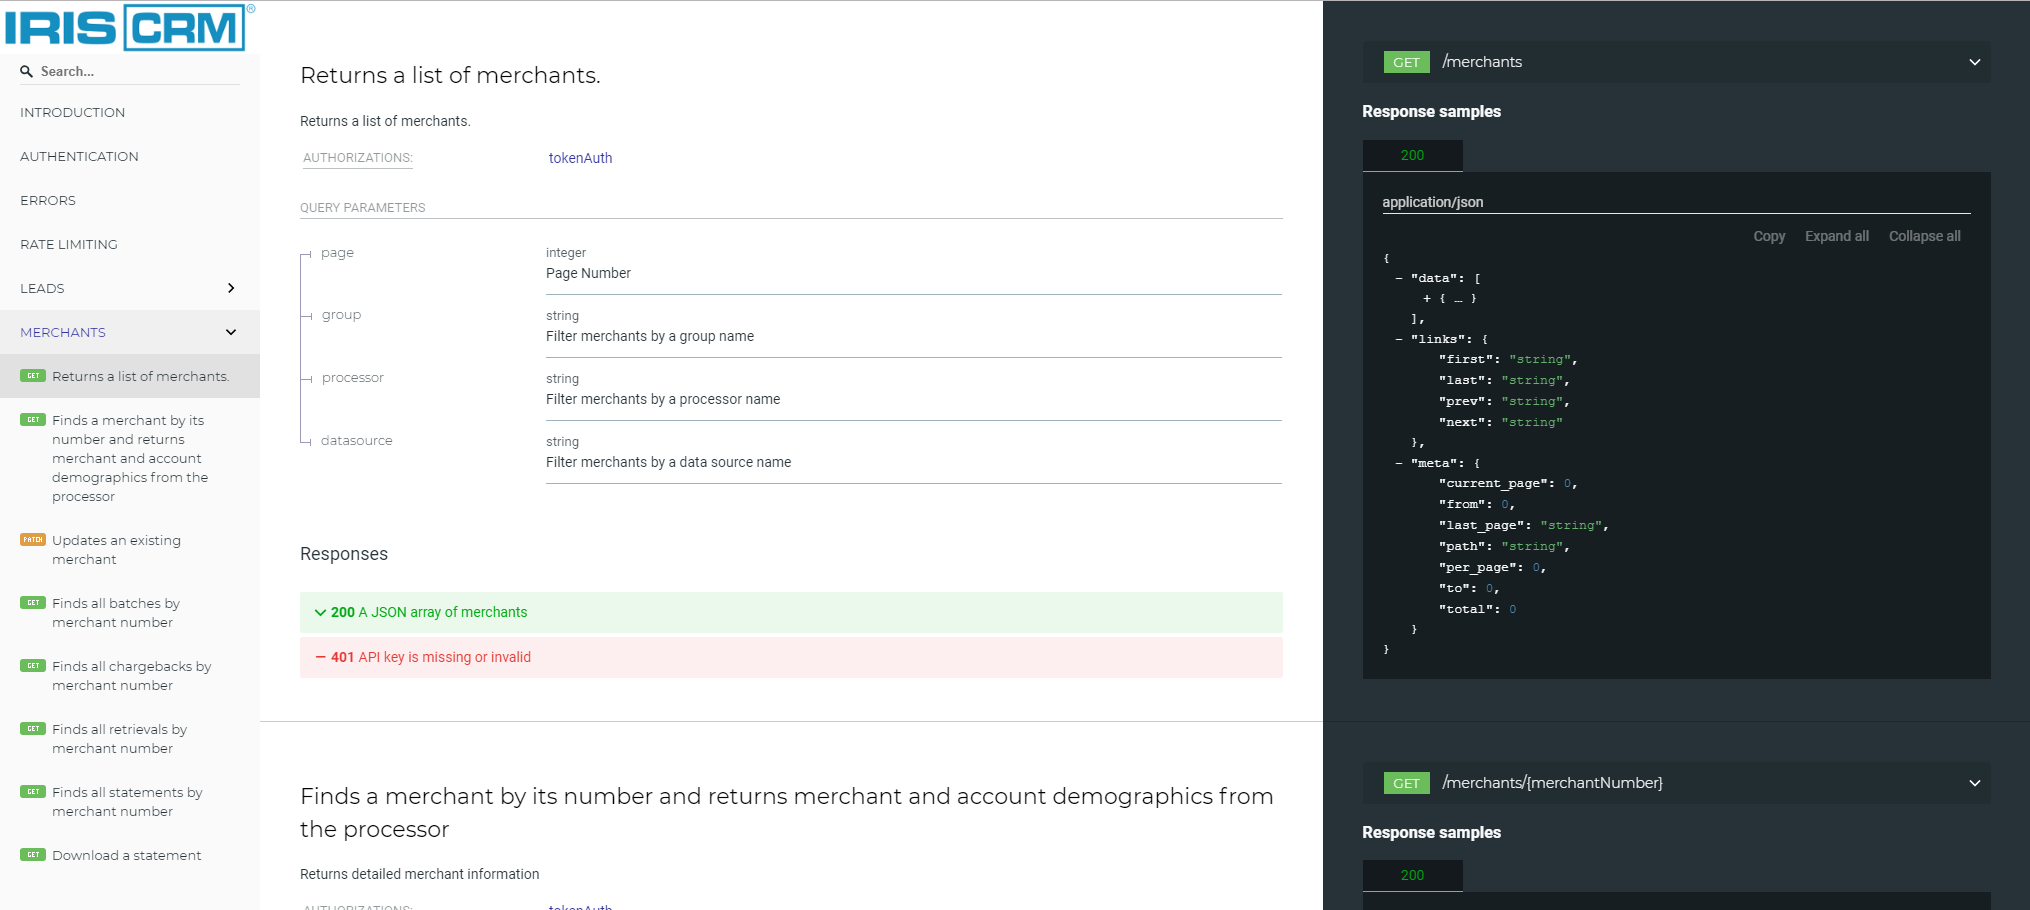 IRIS CRM®
Search...
INTRODUCTION
AUTHENTICATION
ERRORS
RATE LIMITING
LEADS
MERCHANTS
GET Returns a list of merchants.
GET Finds a merchant by its
number and returns
merchant and account
demographics from the
processor
PATCH Updates an existing
merchant
GET Finds all batches by
merchant number
GET Finds all chargebacks by
merchant number
GET Finds all retrievals by
merchant number
GET Finds all statements by
merchant number
GET Download a statement
Returns a list of merchants.
Returns a list of merchants.
AUTHORIZATIONS: tokenAuth
QUERY PARAMETERS
page integer
Page Number
group string
Filter merchants by a group name
processor string
Filter merchants by a processor name
datasource string
Filter merchants by a data source name
Responses
200 A JSON array of merchants
401 API key is missing or invalid
Finds a merchant by its number and returns merchant and account demographics from
the processor
Returns detailed merchant information
AUTHORIZATIONS: tokenAuth
GET /merchants
Response samples
200
application/json
Copy Expand all Collapse all
{
- "data": [
+ { … }
],
- "links": {
"first": "string",
"last": "string",
"prev": "string",
"next": "string"
},
- "meta": {
"current_page": 0,
"from": 0,
"last_page": "string",
"path": "string",
"per_page": 0,
"to": 0,
"total": 0
}
}
GET /merchants/{merchantNumber}
Response samples
200